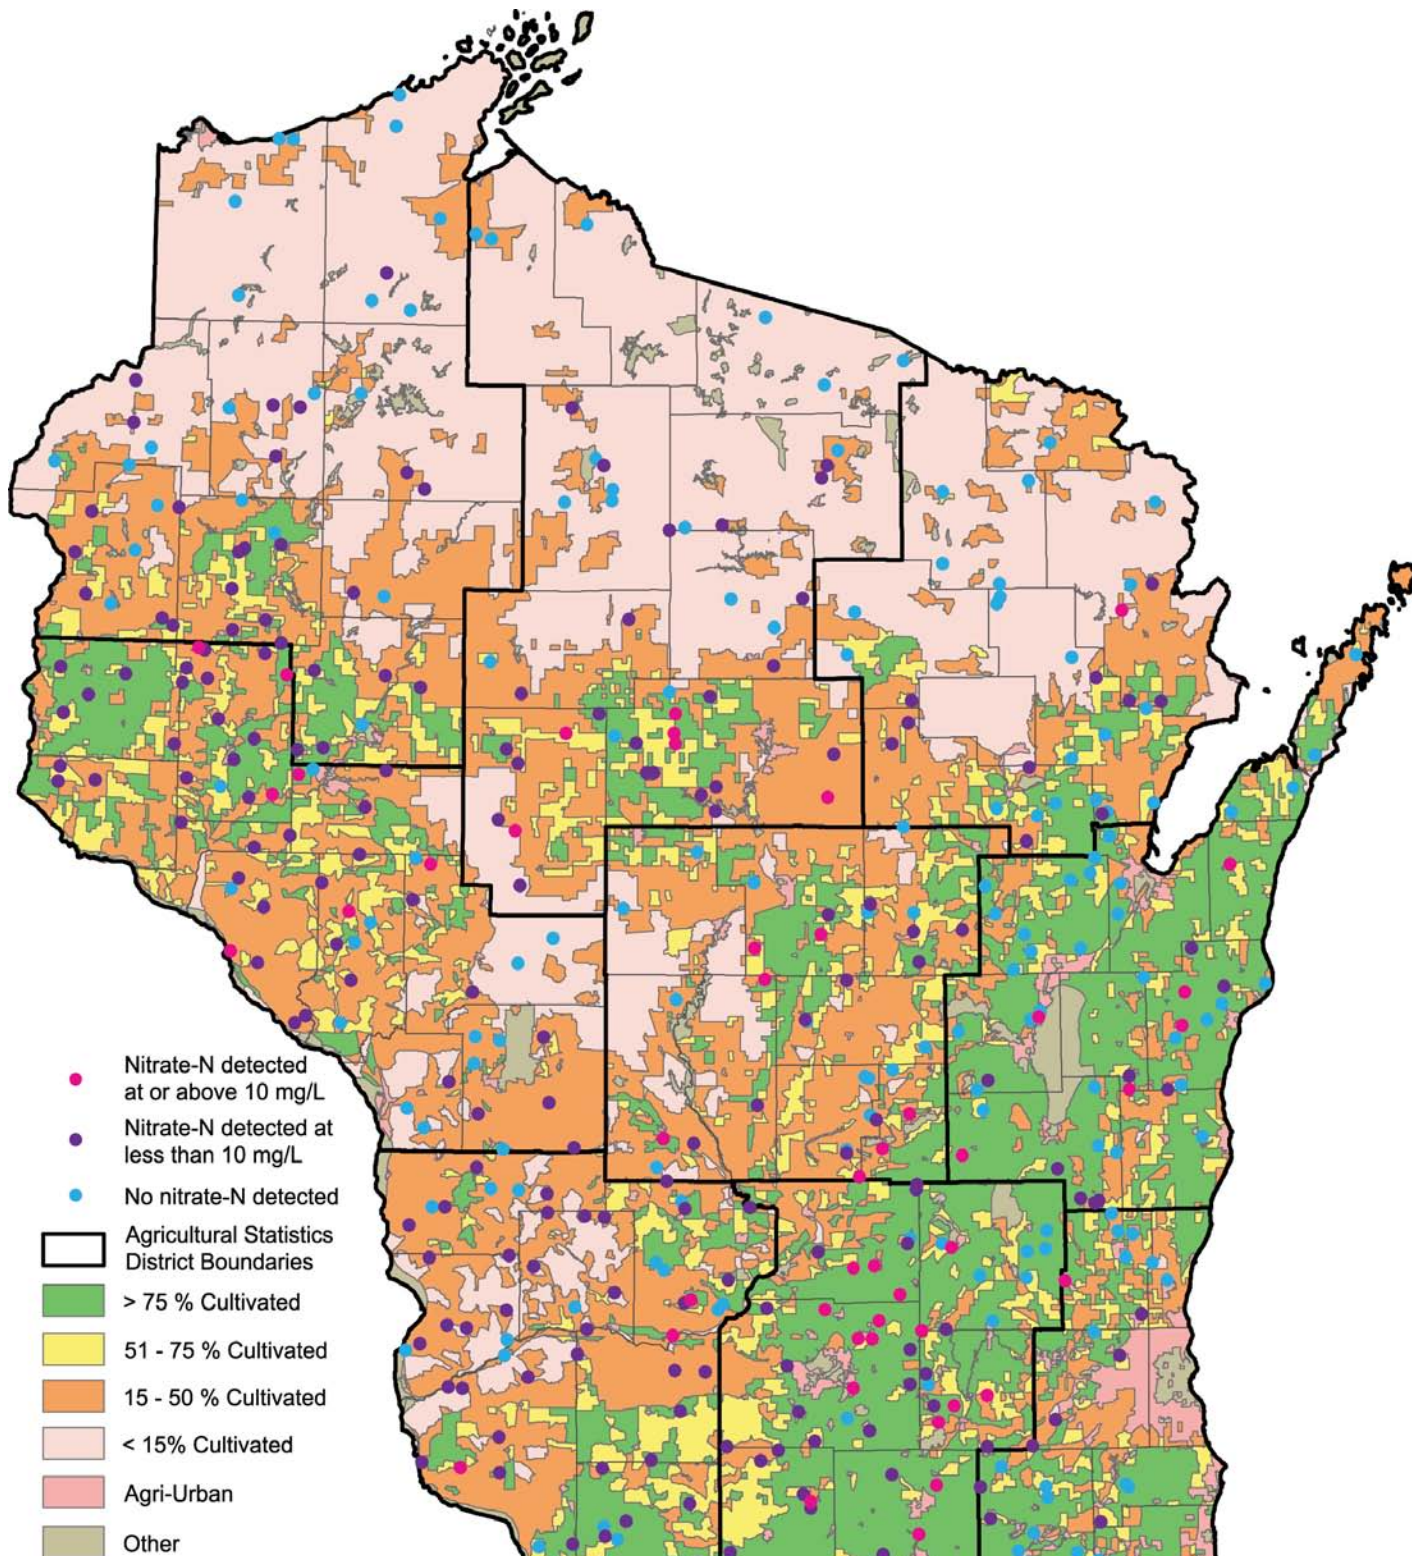 Nitrate-N detected
at or above 10 mg/L
Nitrate-N detected at
less than 10 mg/L
No nitrate-N detected
Agricultural Statistics
District Boundaries
> 75 % Cultivated
51 - 75 % Cultivated
15 - 50 % Cultivated
< 15% Cultivated
Agri-Urban
Other